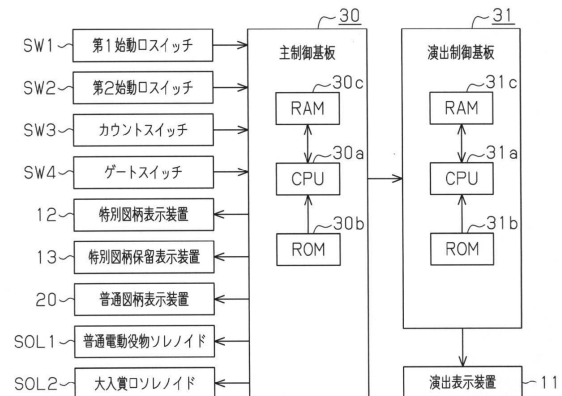 30
31
SW1
第1始動口スイッチ
主制御基板
演出制御基板
SW2
第2始動口スイッチ
30c
RAM
31c
RAM
SW3
カウントスイッチ
SW4
ゲートスイッチ
30a
CPU
31a
CPU
12
特別図柄表示装置
30b
ROM
31b
ROM
13
特別図柄保留表示装置
20
普通図柄表示装置
SOL1
普通電動役物ソレノイド
SOL2
大入賞口ソレノイド
演出表示装置
11